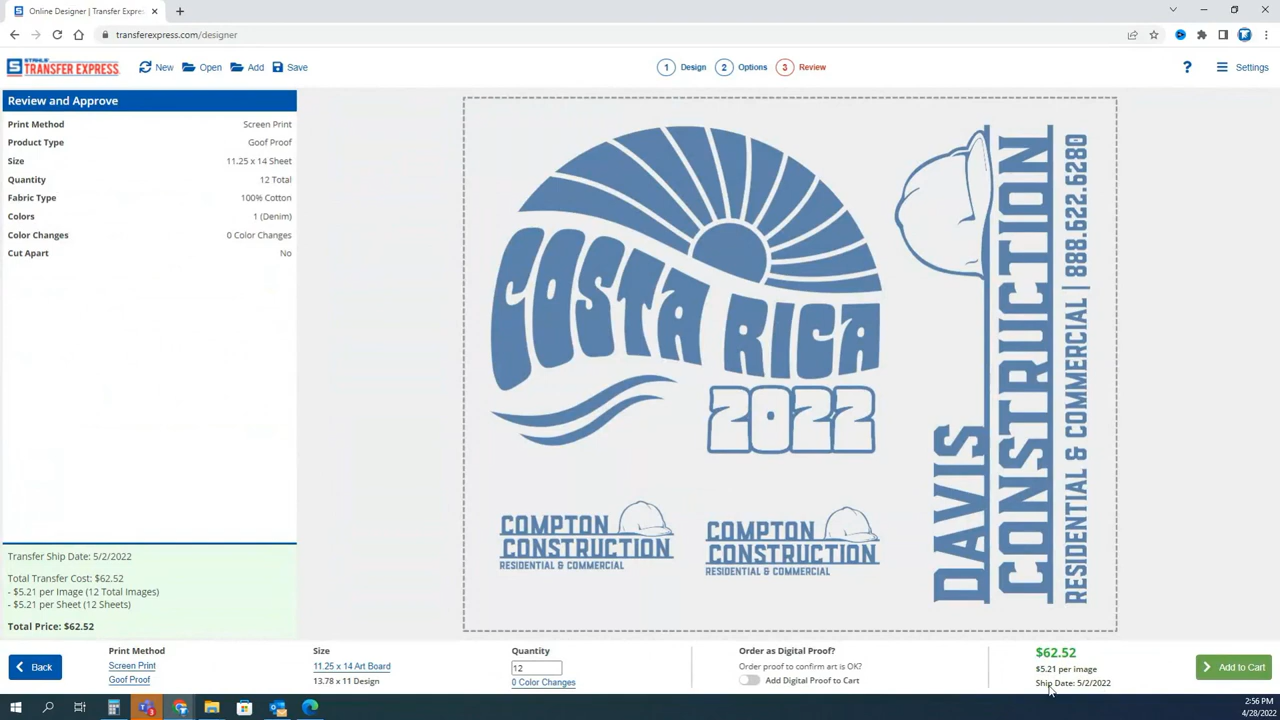 Online Designer | Transfer Expres
transferexpress.com/designer
STAHLS'
TRANSFER EXPRESS
New
Open
Add
Save
1 Design
2 Options
3 Review
? Settings
Review and Approve
Print Method Screen Print
Product Type Goof Proof
Size 11.25 x 14 Sheet
Quantity 12 Total
Fabric Type 100% Cotton
Colors 1 (Denim)
Color Changes 0 Color Changes
Cut Apart No
COSTA RICA
2022
COMPTON
CONSTRUCTION
RESIDENTIAL & COMMERCIAL
COMPTON
CONSTRUCTION
RESIDENTIAL & COMMERCIAL
DAVIS
CONSTRUCTION
RESIDENTIAL & COMMERCIAL | 888.622.6280
Transfer Ship Date: 5/2/2022
Total Transfer Cost: $62.52
- $5.21 per Image (12 Total Images)
- $5.21 per Sheet (12 Sheets)
Total Price: $62.52
Back
Print Method
Screen Print
Goof Proof
Size
11.25 x 14 Art Board
13.78 x 11 Design
Quantity
12
0 Color Changes
Order as Digital Proof?
Order proof to confirm art is OK?
Add Digital Proof to Cart
$62.52
$5.21 per image
Ship Date: 5/2/2022
Add to Cart
2:56 PM
4/28/2022